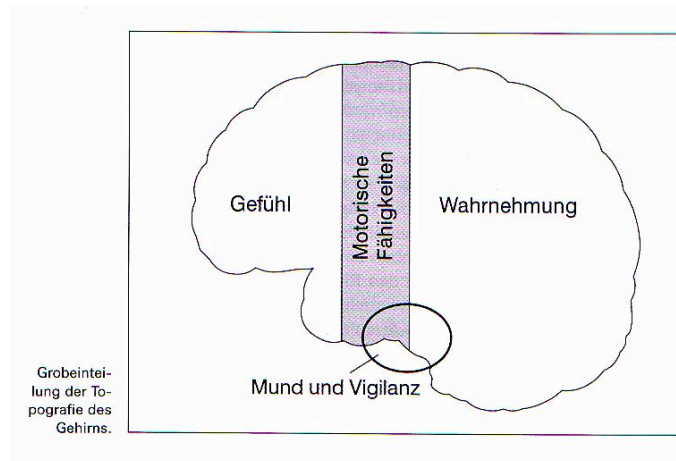 Gefühl
Motorische
Fähigkeiten
Wahrnehmung
Mund und Vigilanz
Grobeintei-
lung der To-
pografie des
Gehirns.